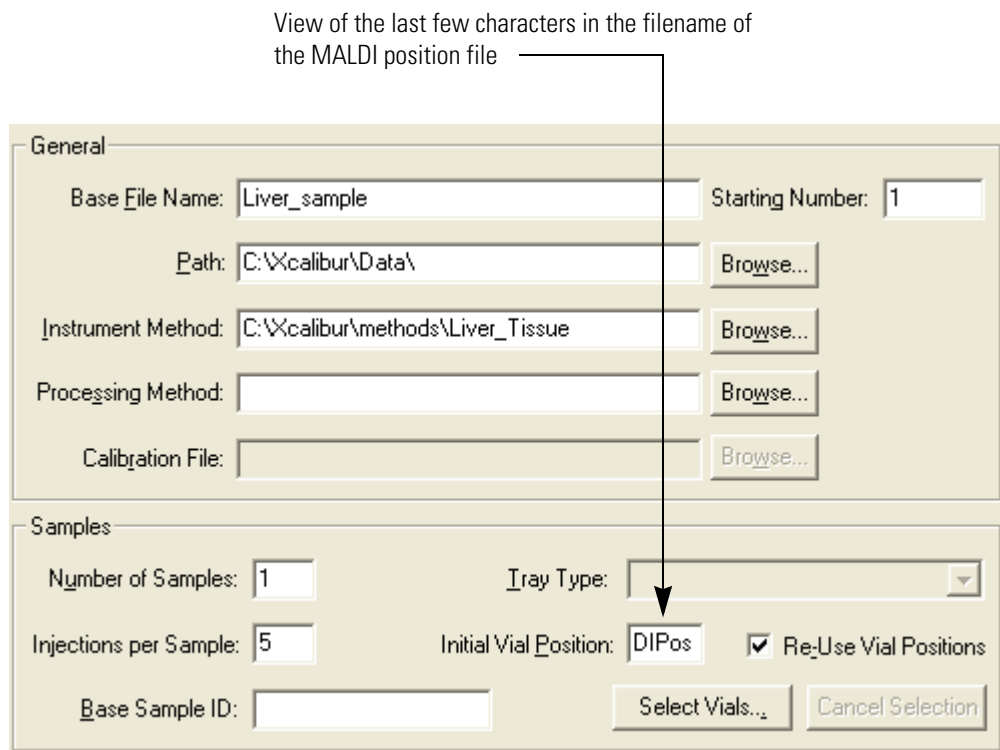 View of the last few characters in the filename of
the MALDI position file
General
Base File Name: Liver_sample Starting Number: 1
Path: C:\Xcalibur\Data\ Browse...
Instrument Method: C:\Xcalibur\methods\Liver_Tissue Browse...
Processing Method: Browse...
Calibration File: Browse...
Samples
Number of Samples: 1 Tray Type:
Injections per Sample: 5 Initial Vial Position: DIPos Re-Use Vial Positions
Base Sample ID: Select Vials... Cancel Selection